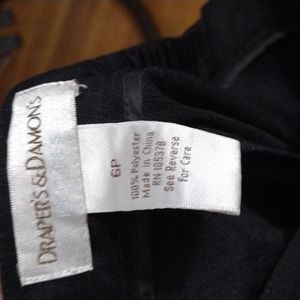 DRAPER'S & DAMON'S
6P
100% Polyester
Made in China
RN 105378
See Reverse
For Care